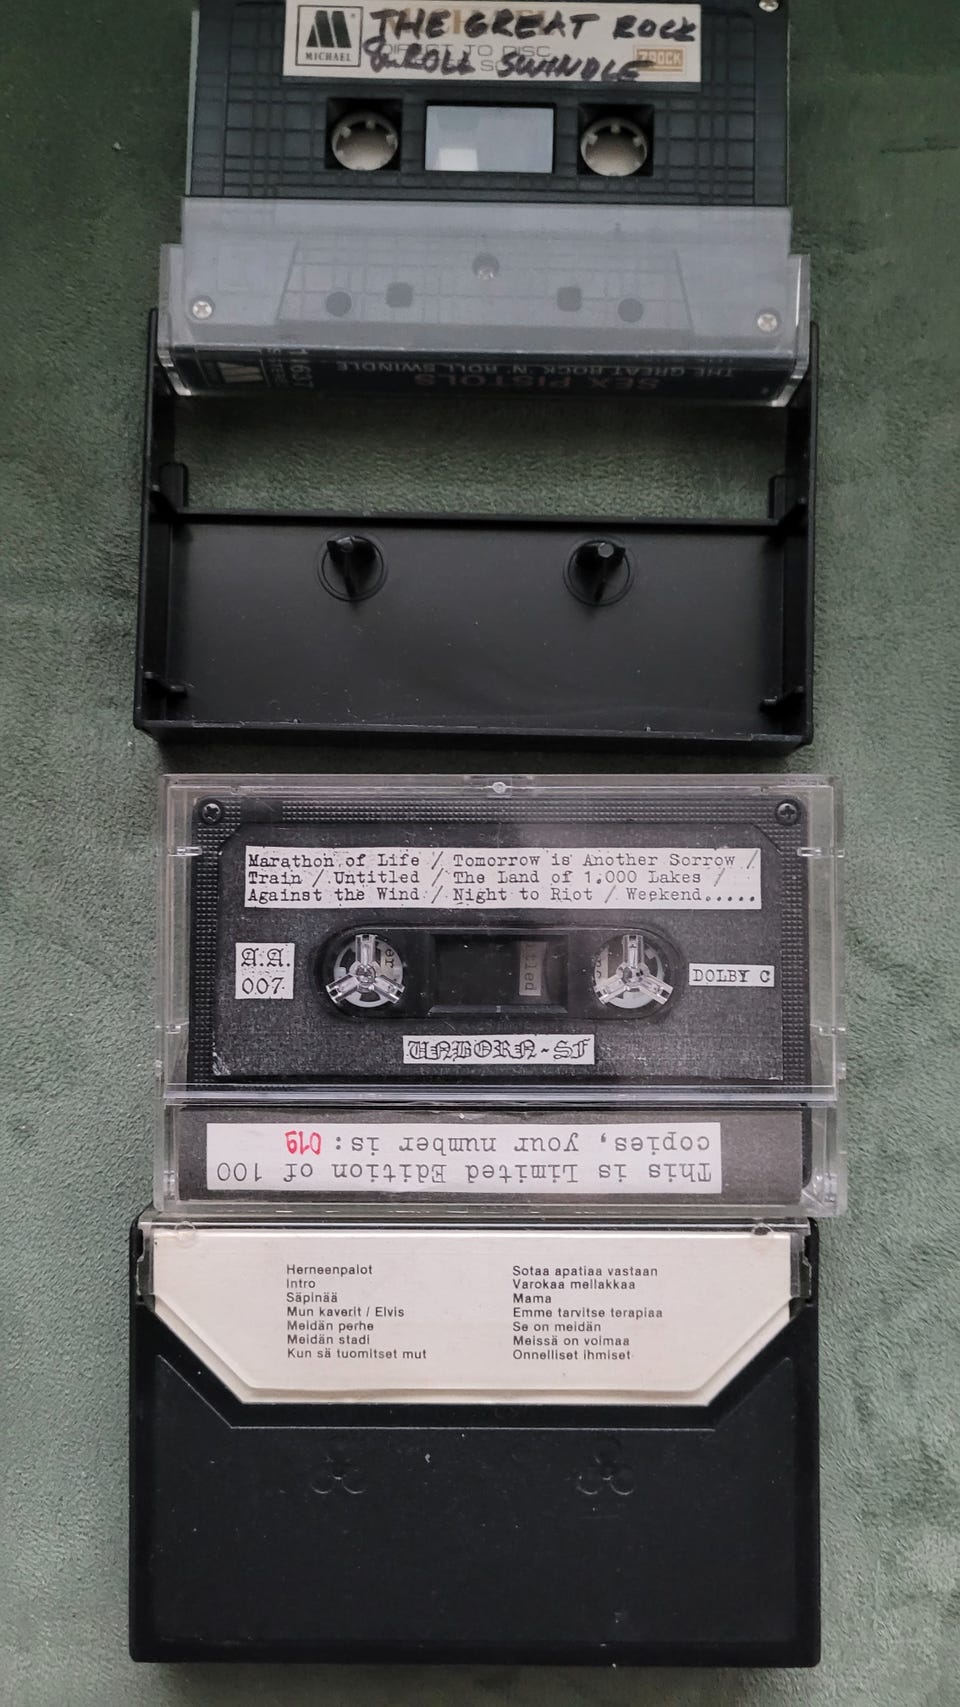 THE GREAT ROCK
& ROLL SWINDLE
MICHAEL
DIRECT TO DISC
ZROCK
SEX PISTOLS
THE GREAT ROCK 'N' ROLL SWINDLE
Marathon of Life / Tomorrow is Another Sorrow /
Train / Untitled / The Land of 1,000 Lakes /
Against the Wind / Night to Riot / Weekend.....
A.A.
007.
DOLBY C
UNBORN-SF
This is Limited Edition of 100
copies, your number is: 019
Herneenpalot
Intro
Säpinää
Mun kaverit / Elvis
Meidän perhe
Meidän stadi
Kun sä tuomitset mut
Sotaa apatiaa vastaan
Varokaa mellakkaa
Mama
Emme tarvitse terapiaa
Se on meidän
Meissä on voimaa
Onnelliset ihmiset